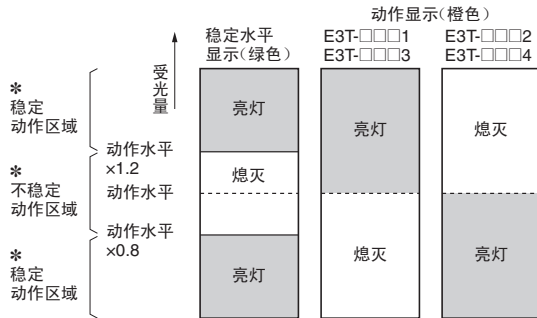 动作显示（橙色）
稳定水平
显示（绿色）
E3T-□□□1
E3T-□□□3
E3T-□□□2
E3T-□□□4
受光量
*
稳定
动作区域
*
不稳定
动作区域
*
稳定
动作区域
动作水平
×1.2
动作水平
动作水平
×0.8
亮灯
熄灭
亮灯
亮灯
熄灭
熄灭
亮灯